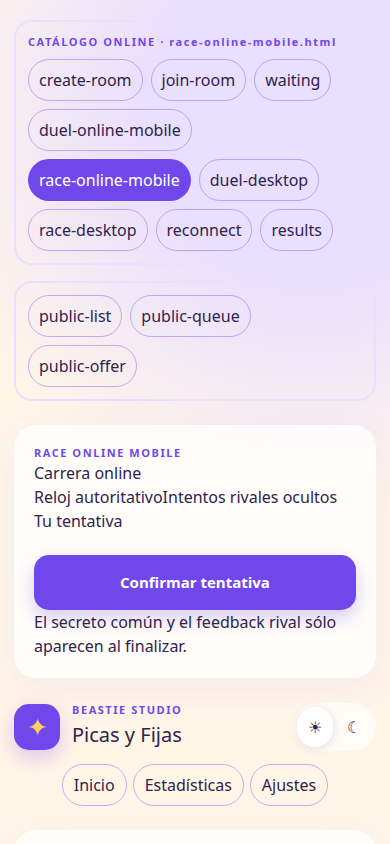 CATÁLOGO ONLINE · race-online-mobile.html
create-room join-room waiting
duel-online-mobile
race-online-mobile duel-desktop
race-desktop reconnect results
public-list public-queue
public-offer
RACE ONLINE MOBILE
Carrera online
Reloj autoritativoIntentos rivales ocultos
Tu tentativa
Confirmar tentativa
El secreto común y el feedback rival sólo
aparecen al finalizar.
BEASTIE STUDIO
Picas y Fijas
Inicio Estadísticas Ajustes